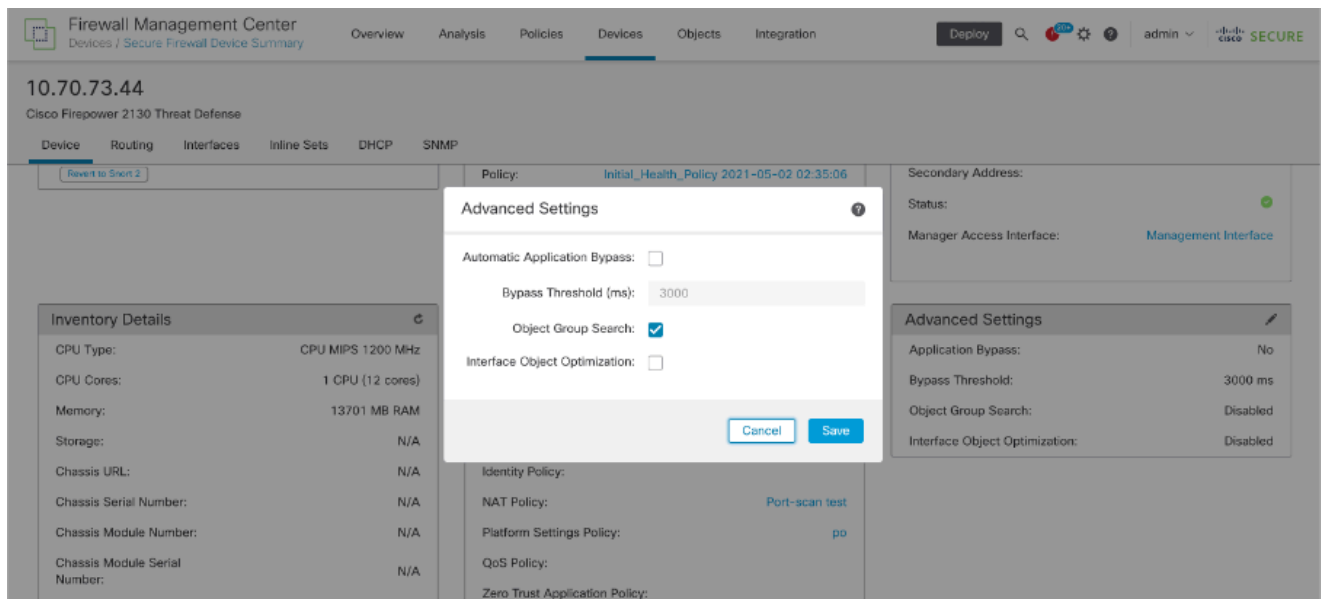 Firewall Management Center
Devices / Secure Firewall Device Summary
Overview Analysis Policies Devices Objects Integration
Deploy 20+ admin cisco SECURE
10.70.73.44
Cisco Firepower 2130 Threat Defense
Device Routing Interfaces Inline Sets DHCP SNMP
Revert to Snort 2
Policy: Initial_Health_Policy 2021-05-02 02:35:06
Secondary Address:
Status:
Manager Access Interface: Management Interface
Advanced Settings
Automatic Application Bypass:
Bypass Threshold (ms): 3000
Object Group Search:
Interface Object Optimization:
Cancel Save
Inventory Details
CPU Type: CPU MIPS 1200 MHz
CPU Cores: 1 CPU (12 cores)
Memory: 13701 MB RAM
Storage: N/A
Chassis URL: N/A
Chassis Serial Number: N/A
Chassis Module Number: N/A
Chassis Module Serial
Number: N/A
Identity Policy:
NAT Policy: Port-scan test
Platform Settings Policy: pp
QoS Policy:
Zero Trust Application Policy:
Advanced Settings
Application Bypass: No
Bypass Threshold: 3000 ms
Object Group Search: Disabled
Interface Object Optimization: Disabled